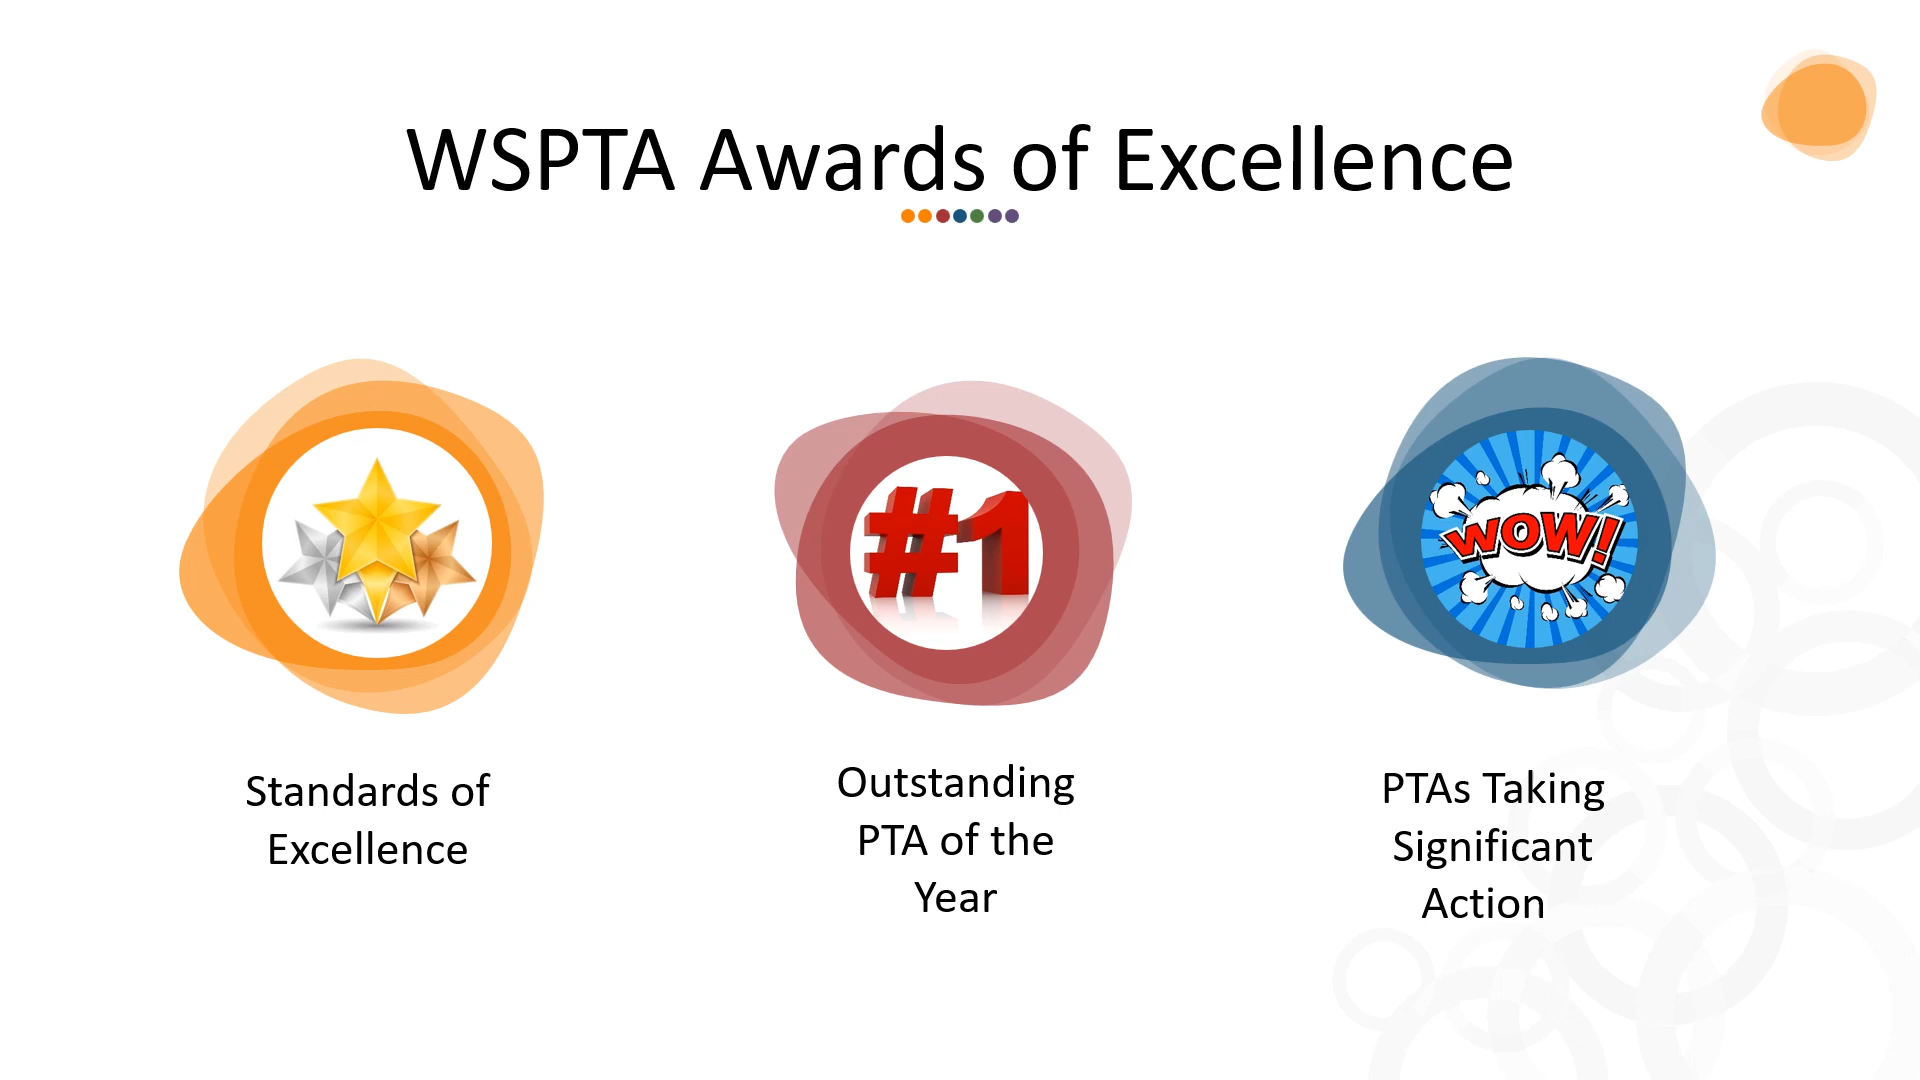 WSPTA Awards of Excellence
#1
WOW!
Standards of
Excellence
Outstanding
PTA of the
Year
PTAs Taking
Significant
Action